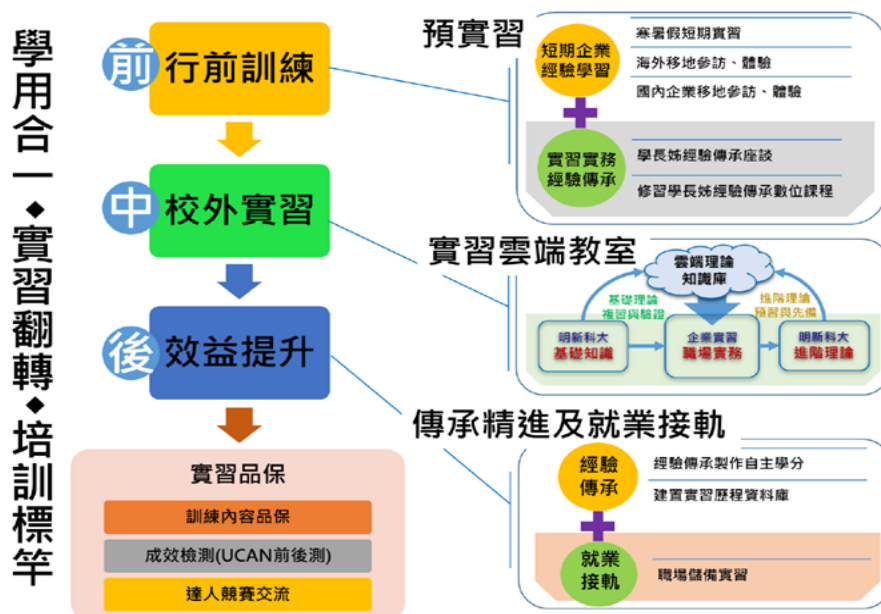 學用合一◆實習翻轉◆培訓標竿
前 行前訓練
中 校外實習
後 效益提升
實習品保
訓練內容品保
成效檢測(UCAN前後測)
達人競賽交流
預實習
短期企業
經驗學習
寒暑假短期實習
海外移地參訪、體驗
國內企業移地參訪、體驗
實習實務
經驗傳承
學長姊經驗傳承座談
修習學長姊經驗傳承數位課程
實習雲端教室
雲端理論
知識庫
基礎理論
複習與驗證
進階理論
預習與先備
明新科大
基礎知識
企業實習
職場實務
明新科大
進階理論
傳承精進及就業接軌
經驗
傳承
經驗傳承製作自主學分
建置實習歷程資料庫
就業
接軌
職場儲備實習